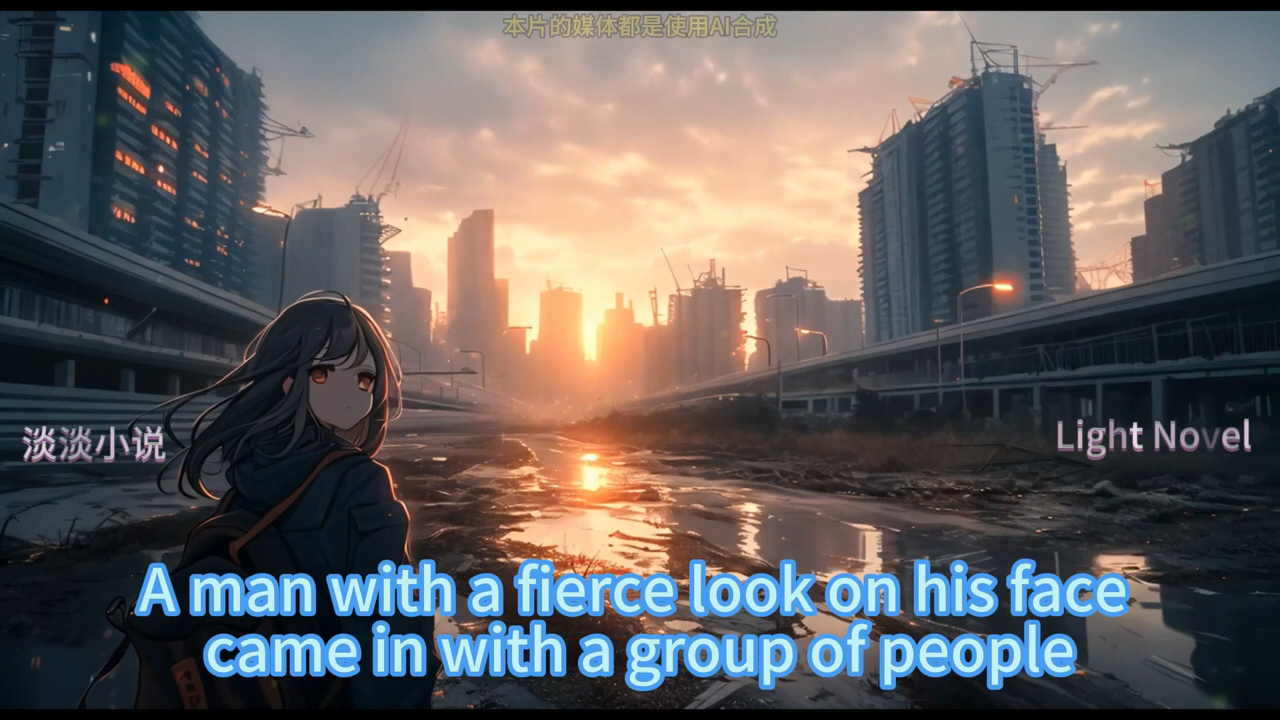 本片的媒体都是使用AI合成
淡淡小说
Light Novel
A man with a fierce look on his face
came in with a group of people